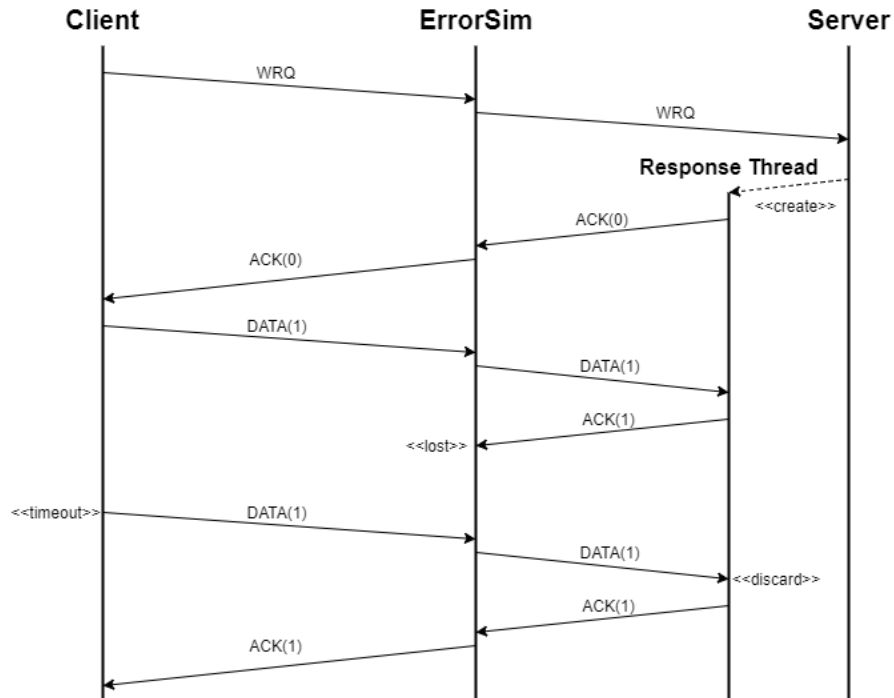 Client
ErrorSim
Server
WRQ
WRQ
Response Thread
<<create>>
ACK(0)
ACK(0)
DATA(1)
DATA(1)
ACK(1)
<<lost>>
<<timeout>>
DATA(1)
DATA(1)
<<discard>>
ACK(1)
ACK(1)